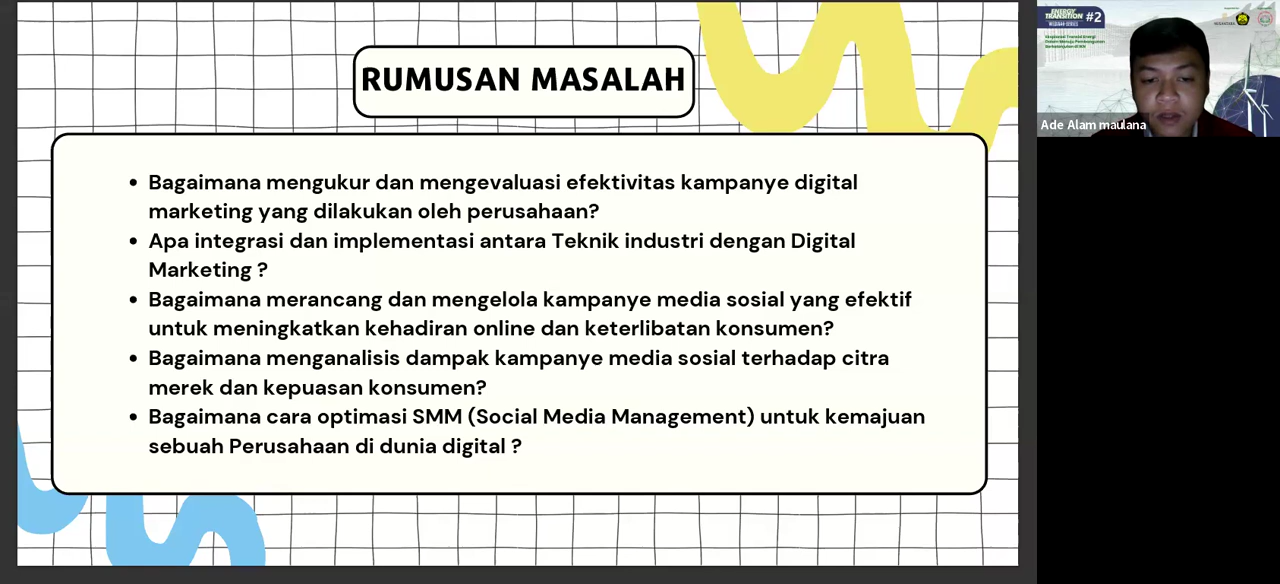 RUMUSAN MASALAH
Bagaimana mengukur dan mengevaluasi efektivitas kampanye digital
marketing yang dilakukan oleh perusahaan?
Apa integrasi dan implementasi antara Teknik industri dengan Digital
Marketing ?
Bagaimana merancang dan mengelola kampanye media sosial yang efektif
untuk meningkatkan kehadiran online dan keterlibatan konsumen?
Bagaimana menganalisis dampak kampanye media sosial terhadap citra
merek dan kepuasan konsumen?
Bagaimana cara optimasi SMM (Social Media Management) untuk kemajuan
sebuah Perusahaan di dunia digital ?
ENERGY
TRANSITION #2
WEBINAR SERIES
Ade Alam maulana